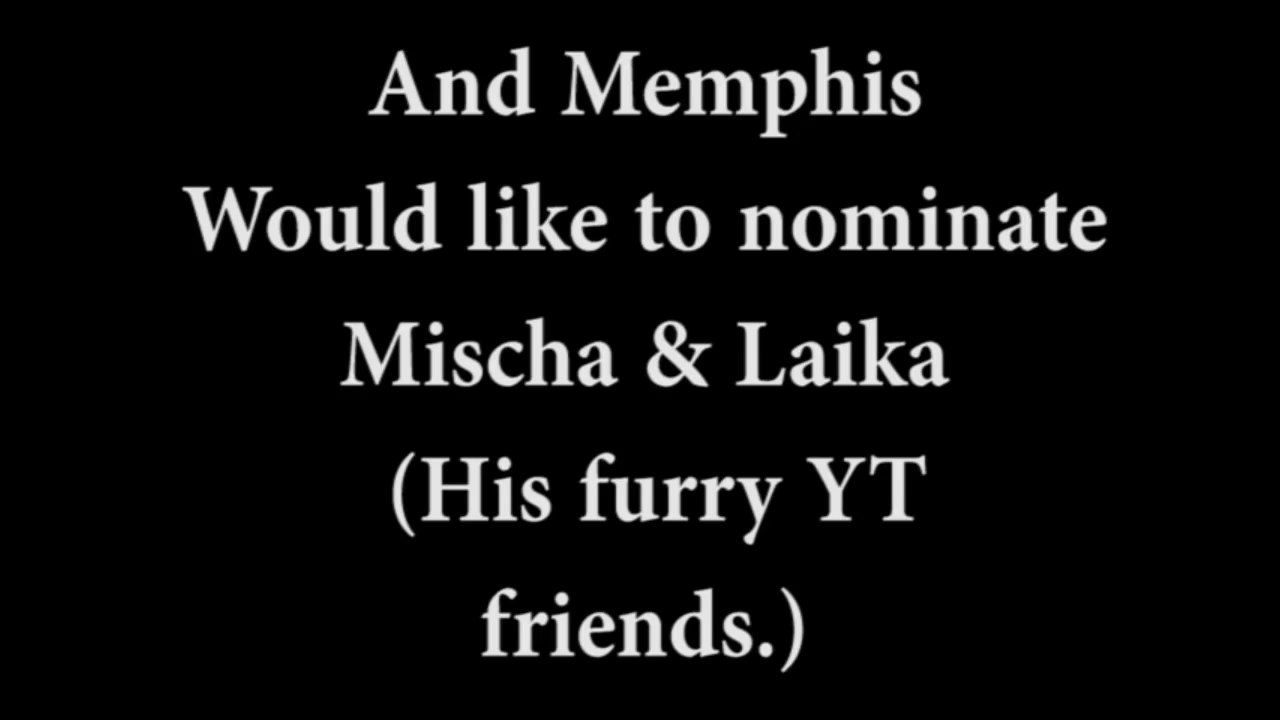 And Memphis
Would like to nominate
Mischa & Laika
(His furry YT
friends.)